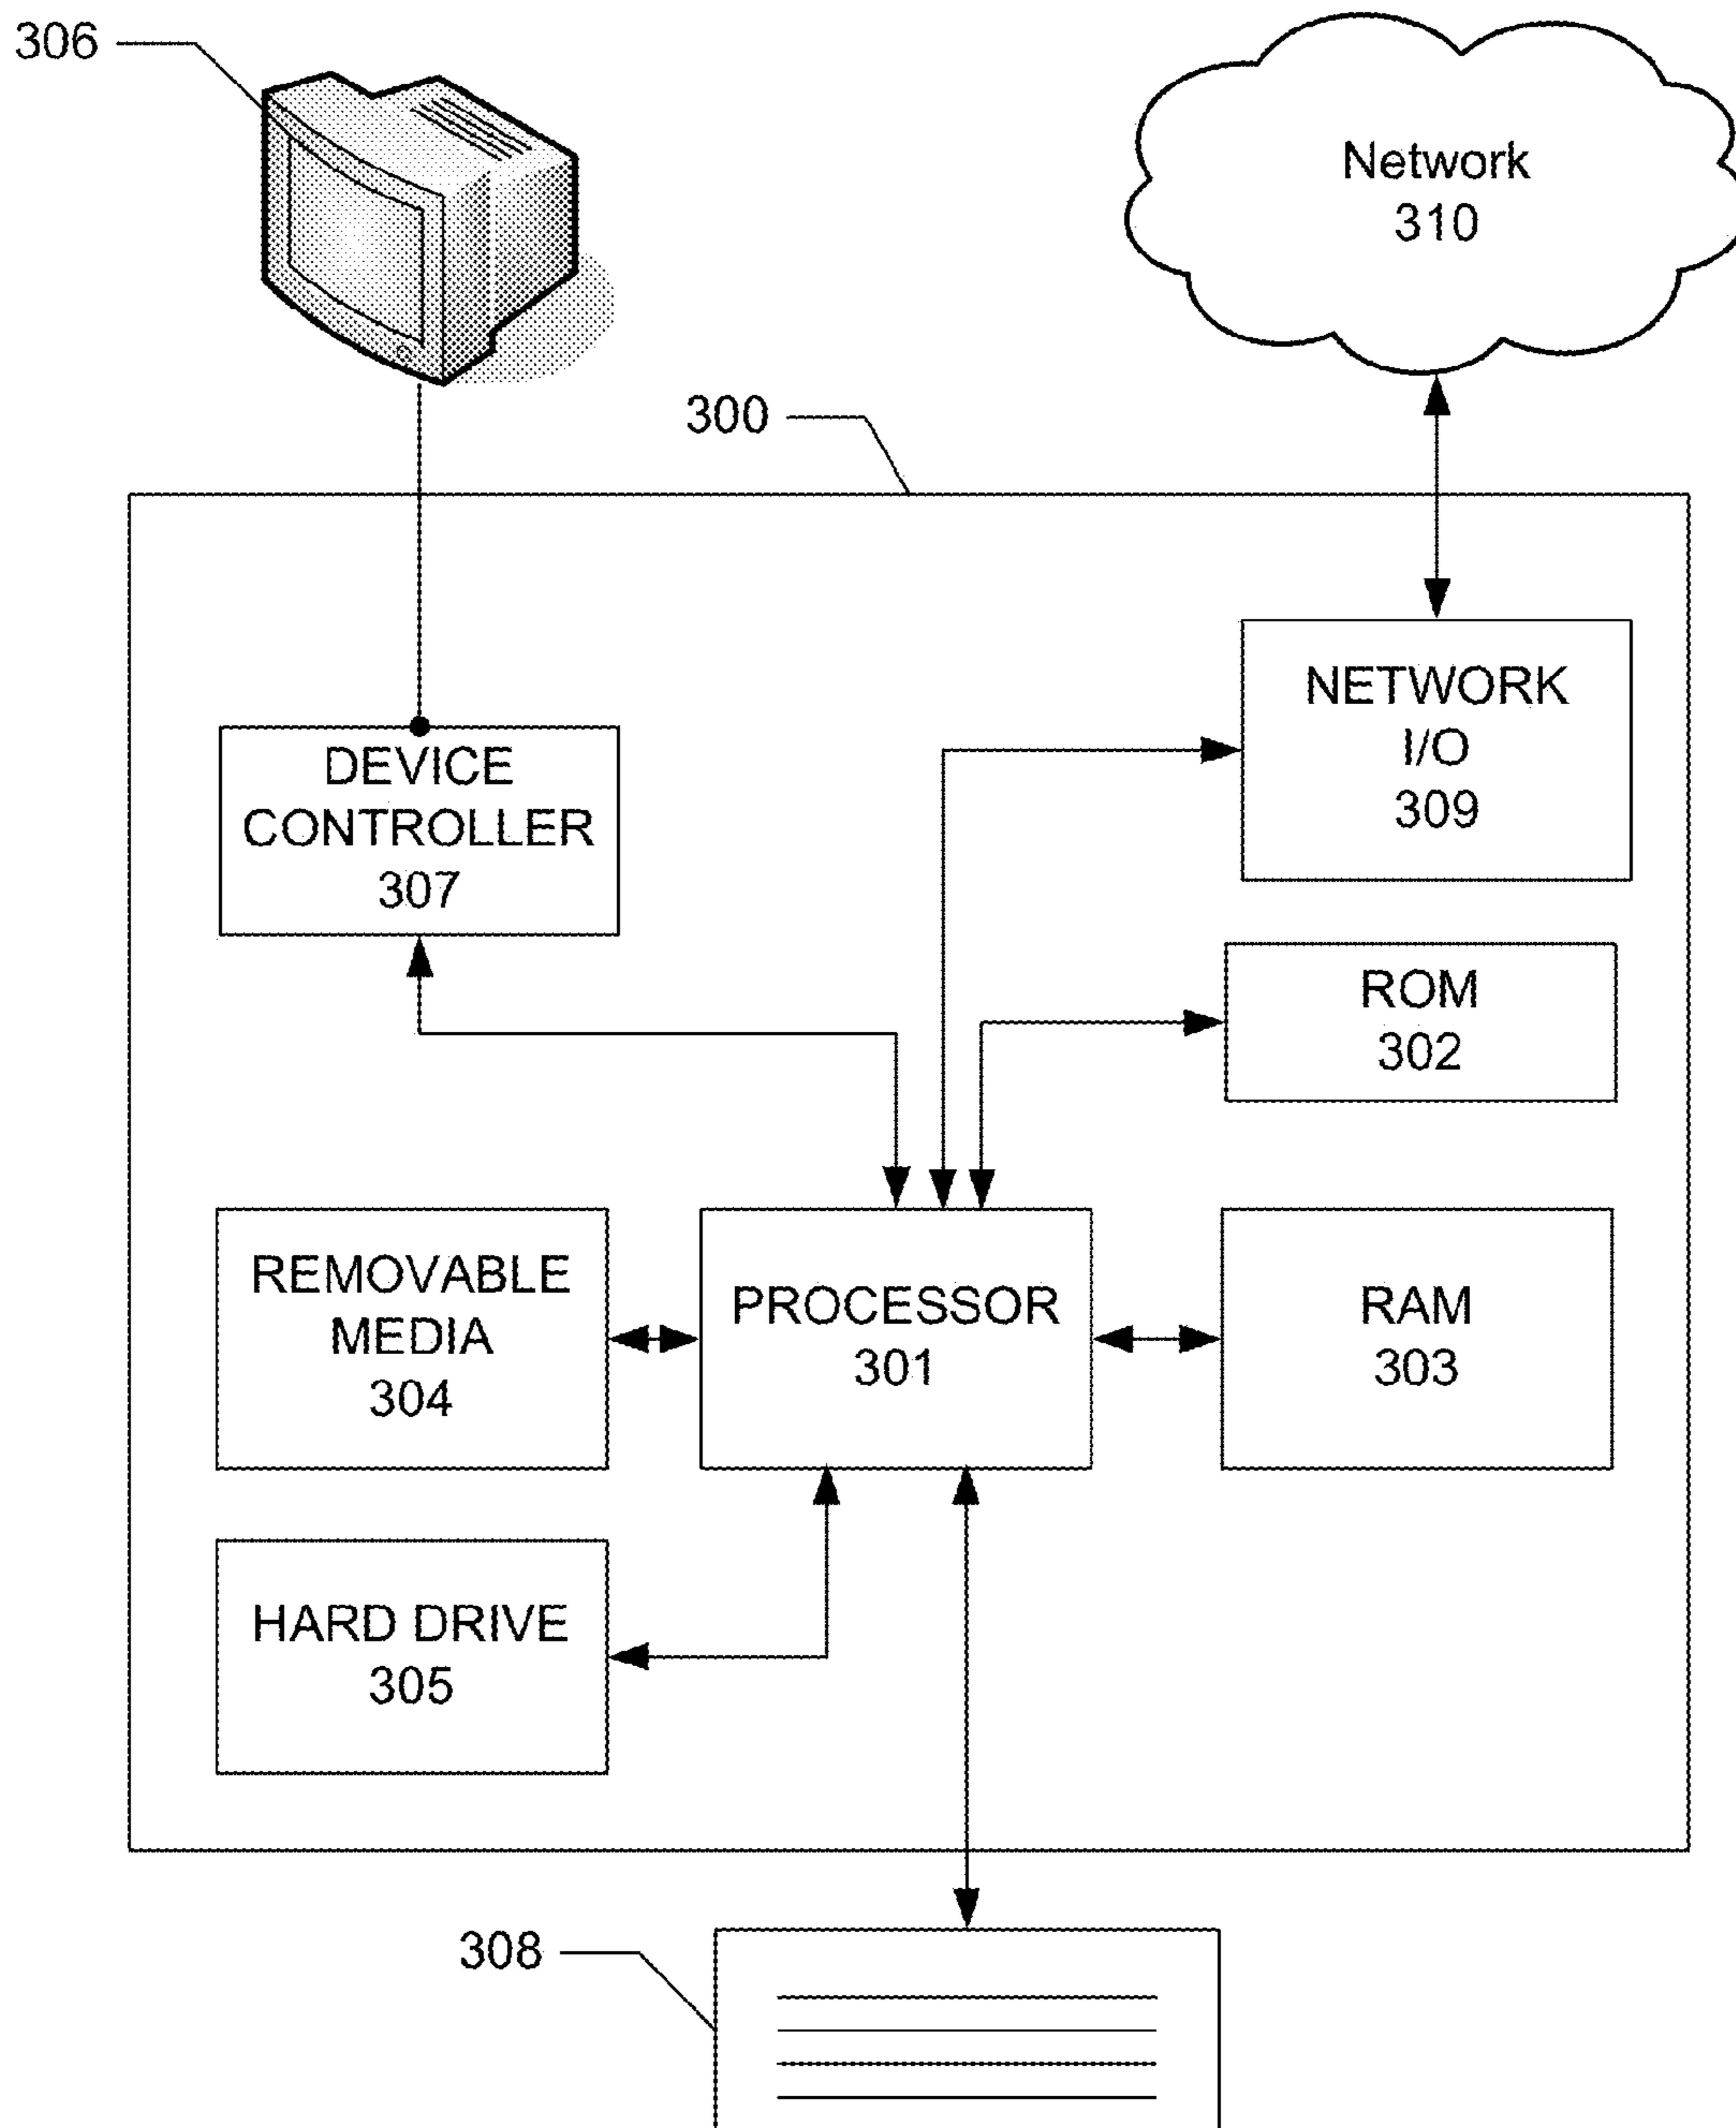 306
Network
310
300
NETWORK
I/O
309
DEVICE
CONTROLLER
307
ROM
302
REMOVABLE
MEDIA
304
PROCESSOR
301
RAM
303
HARD DRIVE
305
308